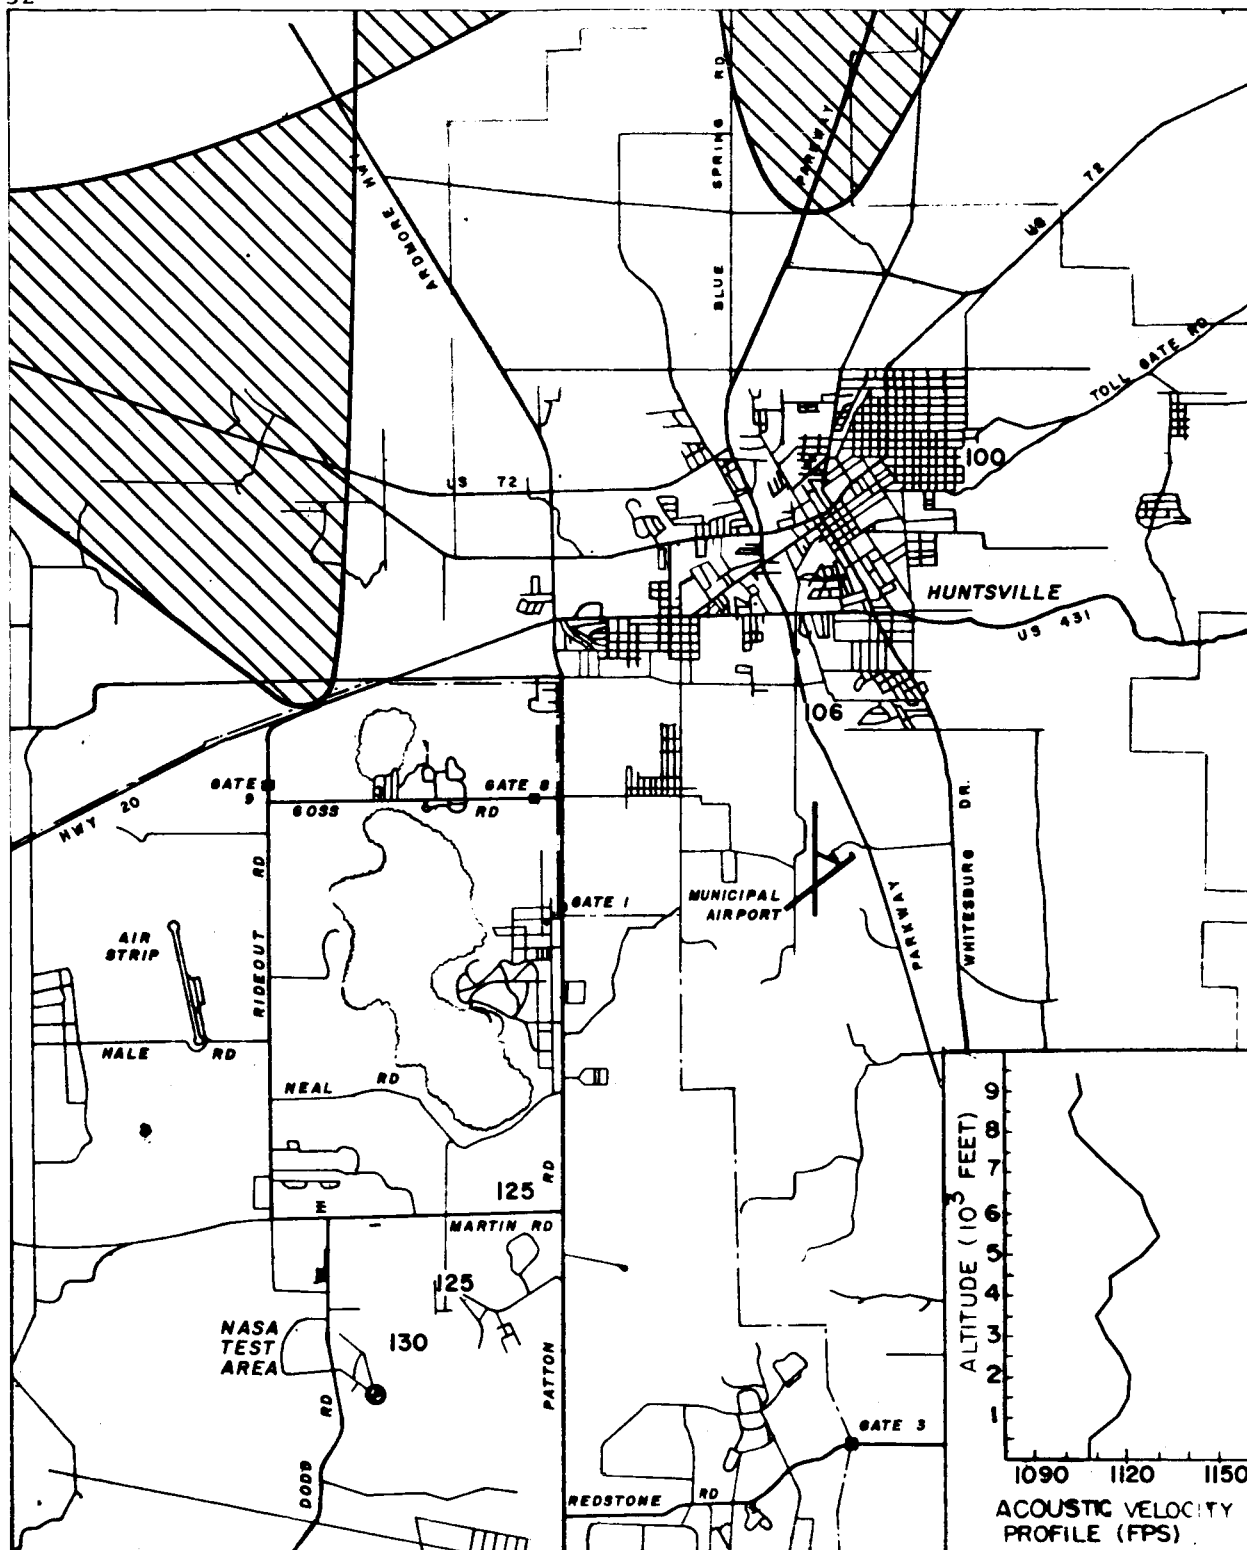 32
RD
SPRING
BLUE
PARKWAY
ARDMORE HWY
US 72
TOLL GATE RD
100
US 72
HUNTSVILLE
US 431
106
GATE
9
GOSS RD
GATE 8
HWY 20
RIDEOUT RD
DR.
WHITESBURG
PARKWAY
MUNICIPAL
AIRPORT
GATE 1
AIR
STRIP
HALE RD
NEAL RD
125
RD
MARTIN RD
125
NASA
TEST
AREA
130
PATTON
RD
DODD
GATE 3
REDSTONE RD
ALTITUDE (10³ FEET)
9
8
7
6
5
4
3
2
1
1090 1120 1150
ACOUSTIC VELOCITY
PROFILE (FPS)